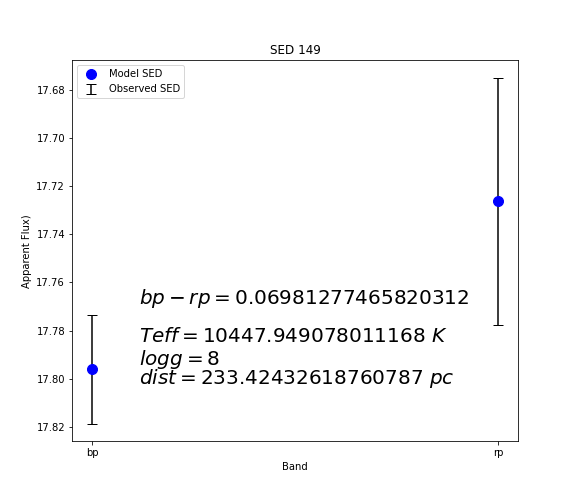 SED 149
Model SED
Observed SED
17.68
17.70
17.72
17.74
17.76
17.78
17.80
17.82
Apparent Flux)
bp − rp = 0.06981277465820312
Teff = 10447.949078011168 K
logg = 8
dist = 233.42432618760787 pc
bp
rp
Band